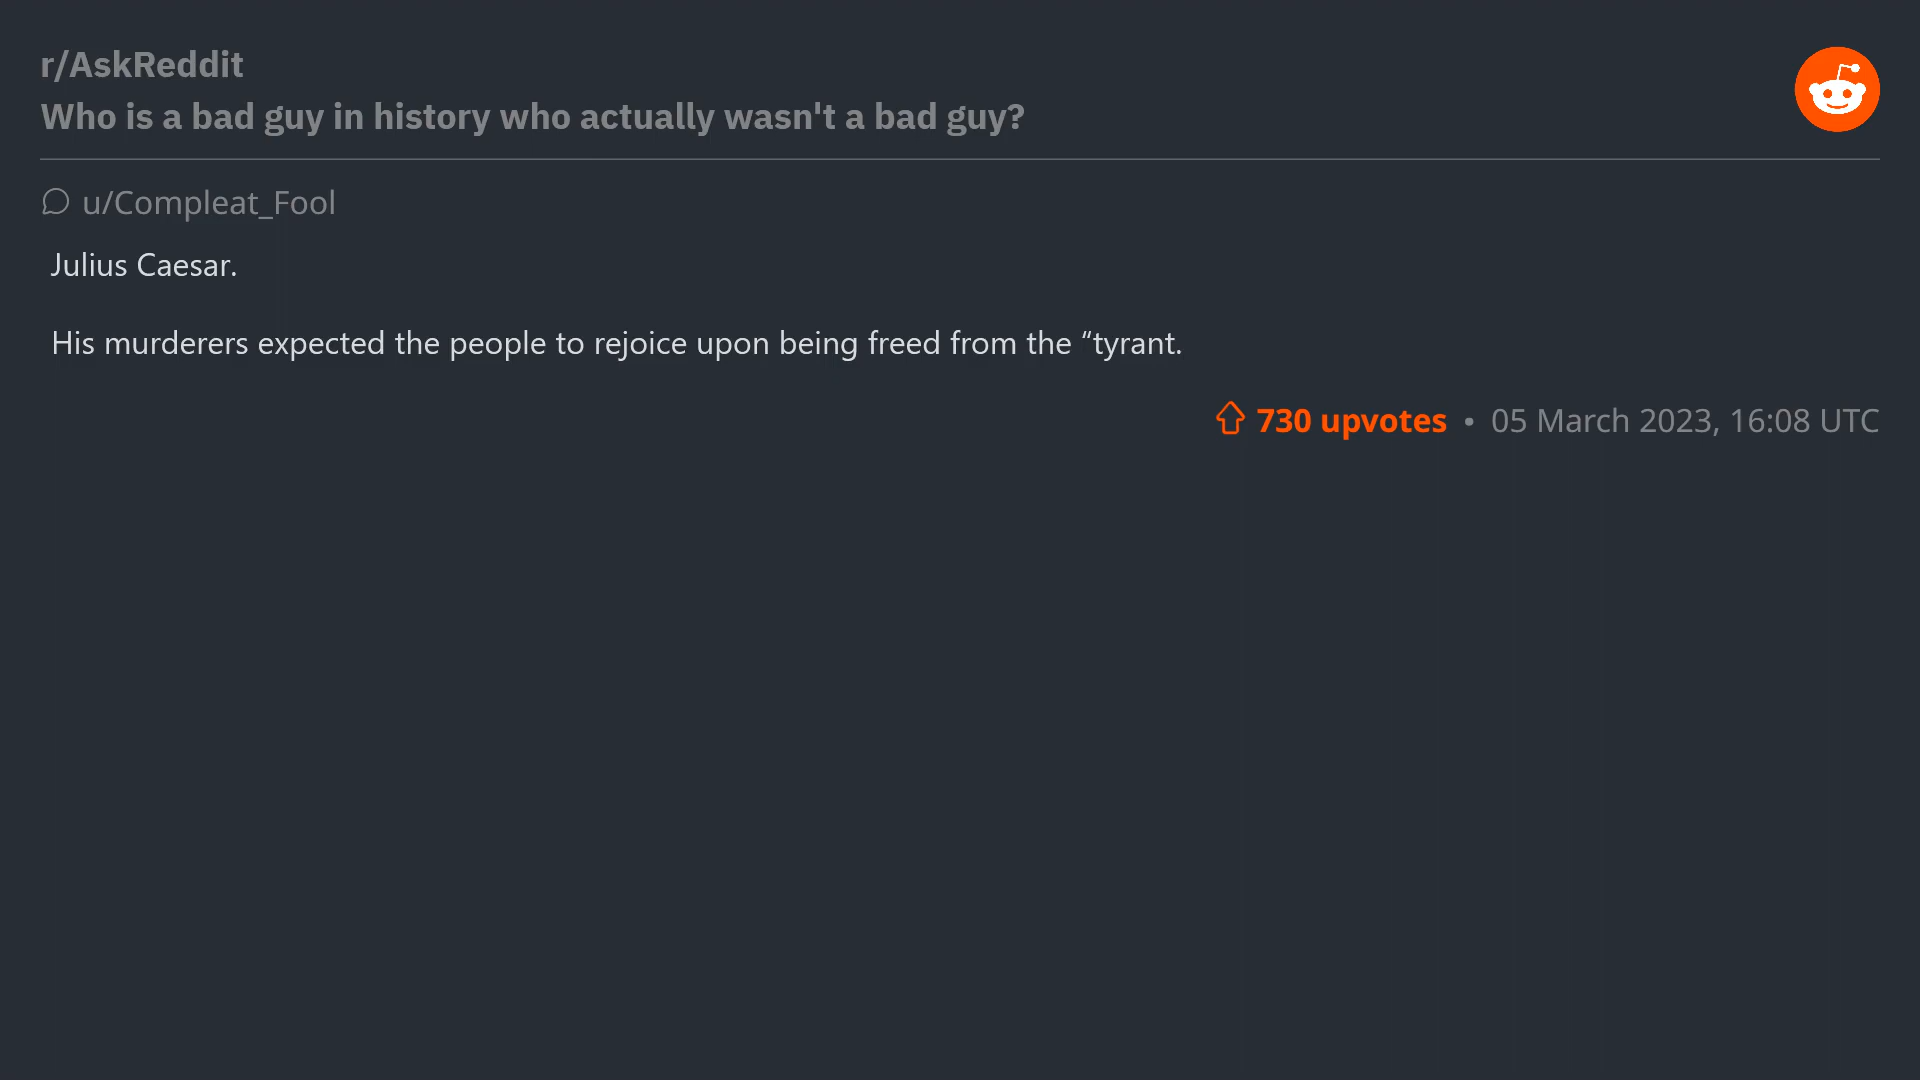 r/AskReddit
Who is a bad guy in history who actually wasn't a bad guy?
u/Compleat_Fool
Julius Caesar.
His murderers expected the people to rejoice upon being freed from the “tyrant.
730 upvotes • 05 March 2023, 16:08 UTC